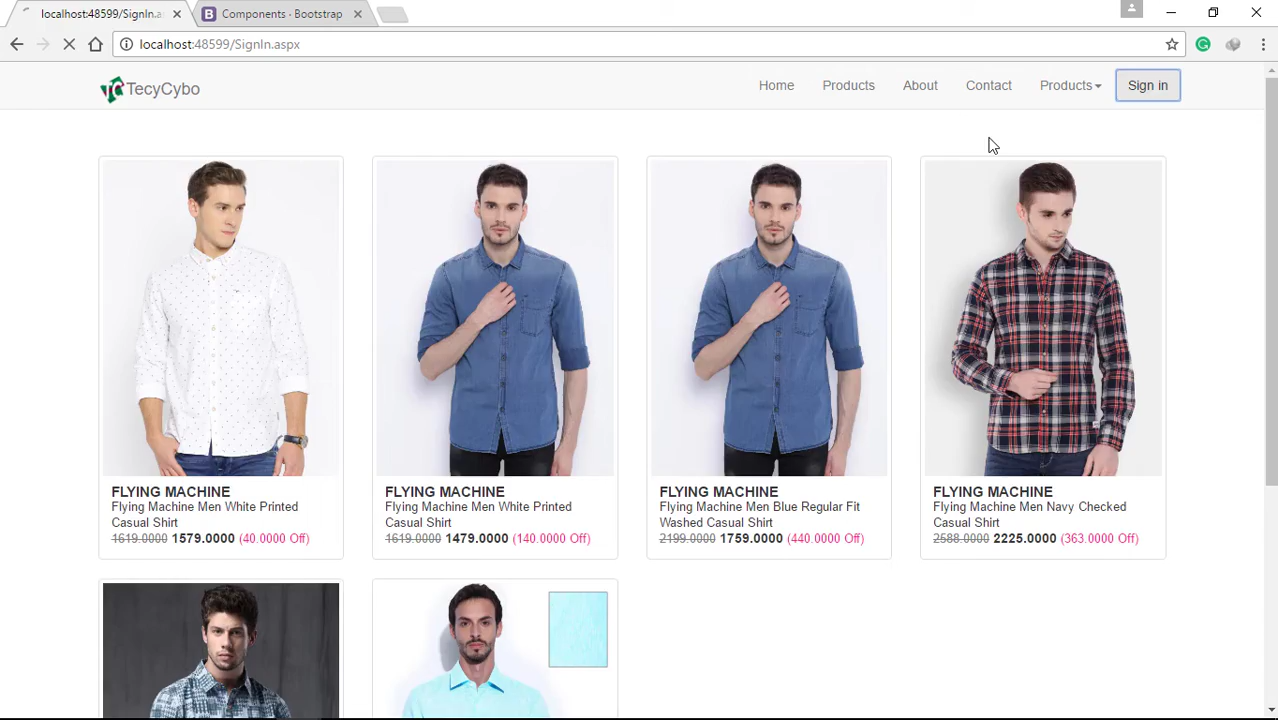 localhost:48599/SignIn.a
Components · Bootstrap
localhost:48599/SignIn.aspx
TecyCybo
Home
Products
About
Contact
Products
Sign in
FLYING MACHINE
Flying Machine Men White Printed
Casual Shirt
1619.0000 1579.0000 (40.0000 Off)
FLYING MACHINE
Flying Machine Men White Printed
Casual Shirt
1619.0000 1479.0000 (140.0000 Off)
FLYING MACHINE
Flying Machine Men Blue Regular Fit
Washed Casual Shirt
2199.0000 1759.0000 (440.0000 Off)
FLYING MACHINE
Flying Machine Men Navy Checked
Casual Shirt
2588.0000 2225.0000 (363.0000 Off)